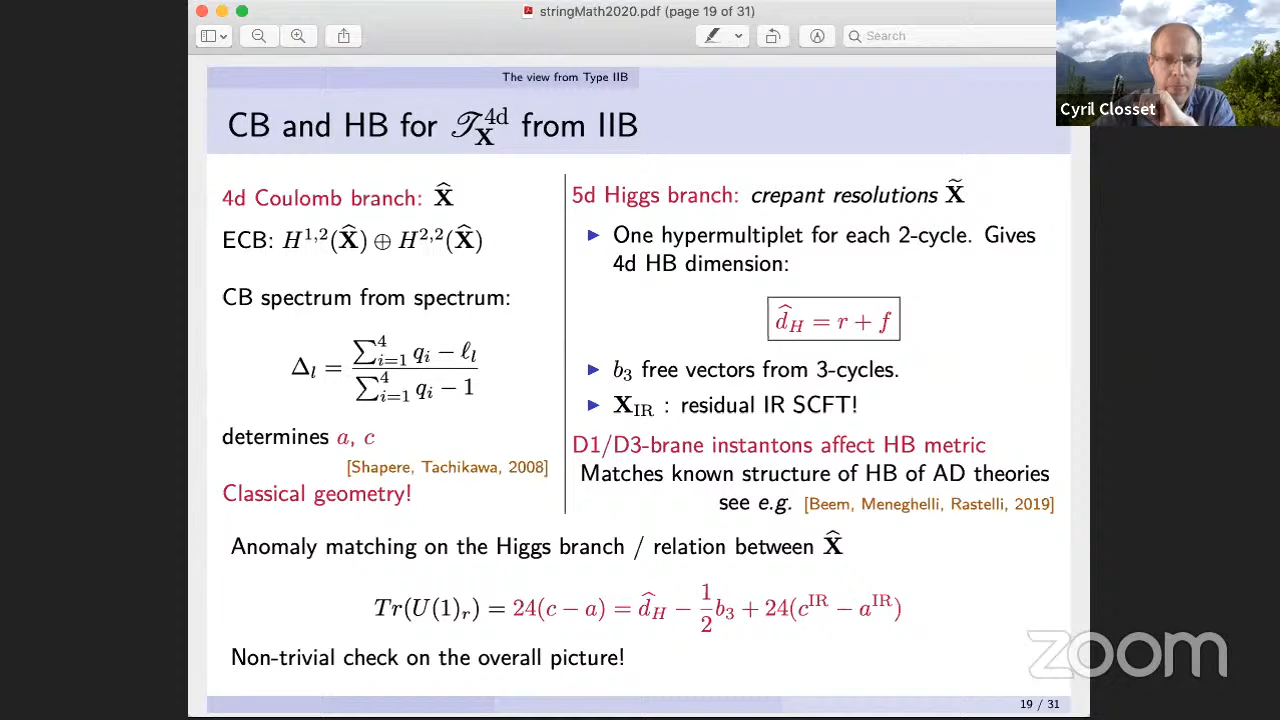 stringMath2020.pdf (page 19 of 31)
Search
Cyril Closset
The view from Type IIB
CB and HB for 𝒯_𝐗^4d from IIB
4d Coulomb branch: 𝐗̂
ECB: H^{1,2}(𝐗̂) ⊕ H^{2,2}(𝐗̂)
CB spectrum from spectrum:
Δ_l = (∑_{i=1}^4 q_i − ℓ_l) / (∑_{i=1}^4 q_i − 1)
determines a, c
[Shapere, Tachikawa, 2008]
Classical geometry!
5d Higgs branch: crepant resolutions 𝐗̃
▶ One hypermultiplet for each 2-cycle. Gives
4d HB dimension:
d̂_H = r + f
▶ b_3 free vectors from 3-cycles.
▶ 𝐗_IR : residual IR SCFT!
D1/D3-brane instantons affect HB metric
Matches known structure of HB of AD theories
see e.g. [Beem, Meneghelli, Rastelli, 2019]
Anomaly matching on the Higgs branch / relation between 𝐗̂
Tr(U(1)_r) = 24(c − a) = d̂_H − 1/2 b_3 + 24(c^IR − a^IR)
Non-trivial check on the overall picture!
zoom
19 / 31